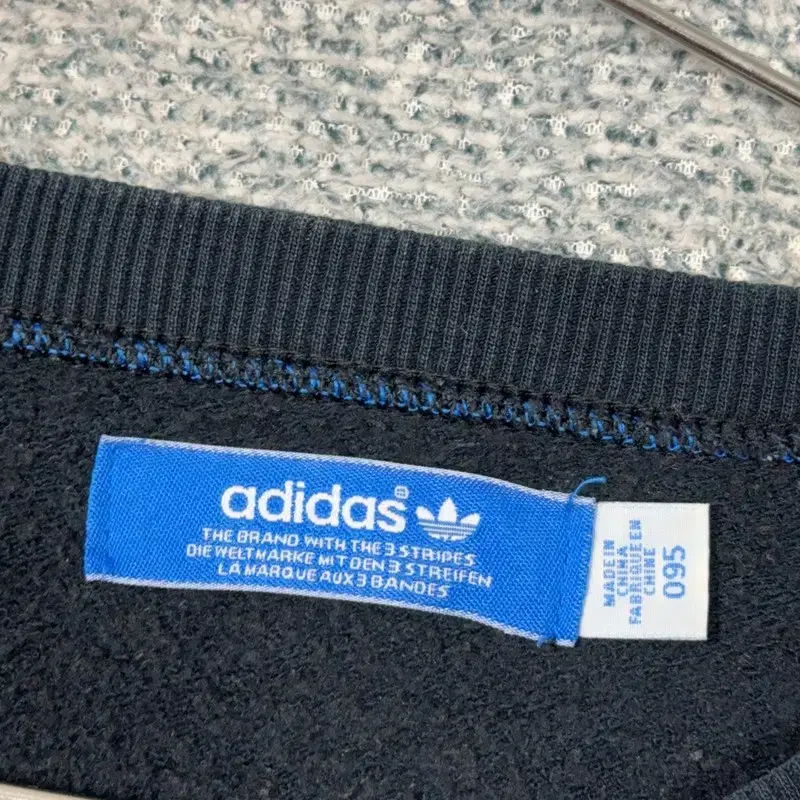 adidas®
THE BRAND WITH THE 3 STRIPES
DIE WELTMARKE MIT DEN 3 STREIFEN
LA MARQUE AUX 3 BANDES
MADE IN
CHINA
FABRIQUE EN
CHINE
095